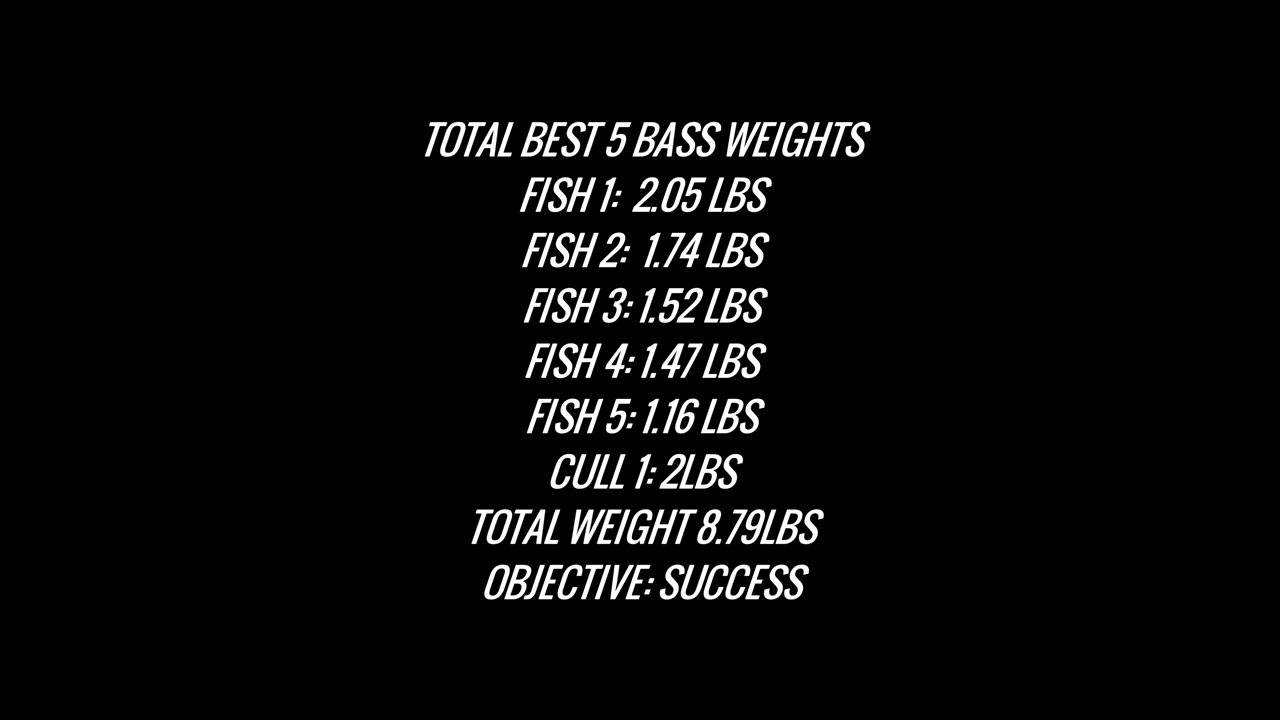 TOTAL BEST 5 BASS WEIGHTS
FISH 1:  2.05 LBS
FISH 2:  1.74 LBS
FISH 3: 1.52 LBS
FISH 4: 1.47 LBS
FISH 5: 1.16 LBS
CULL 1: 2LBS
TOTAL WEIGHT 8.79LBS
OBJECTIVE: SUCCESS